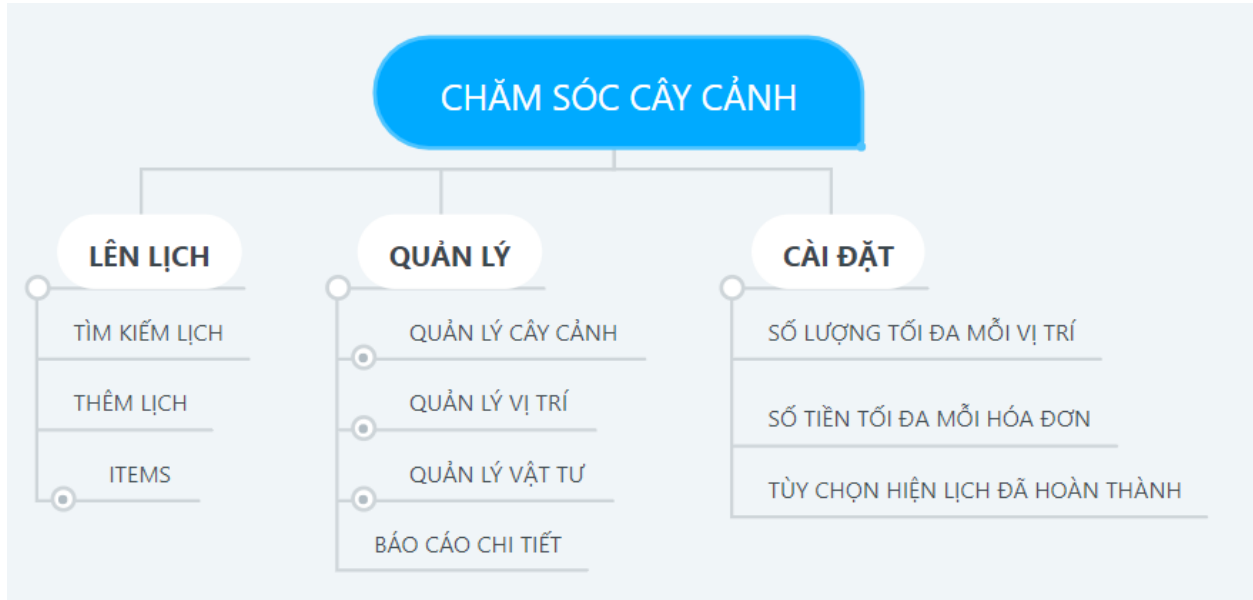 CHĂM SÓC CÂY CẢNH
LÊN LỊCH
TÌM KIẾM LỊCH
THÊM LỊCH
ITEMS
QUẢN LÝ
QUẢN LÝ CÂY CẢNH
QUẢN LÝ VỊ TRÍ
QUẢN LÝ VẬT TƯ
BÁO CÁO CHI TIẾT
CÀI ĐẶT
SỐ LƯỢNG TỐI ĐA MỖI VỊ TRÍ
SỐ TIỀN TỐI ĐA MỖI HÓA ĐƠN
TÙY CHỌN HIỆN LỊCH ĐÃ HOÀN THÀNH